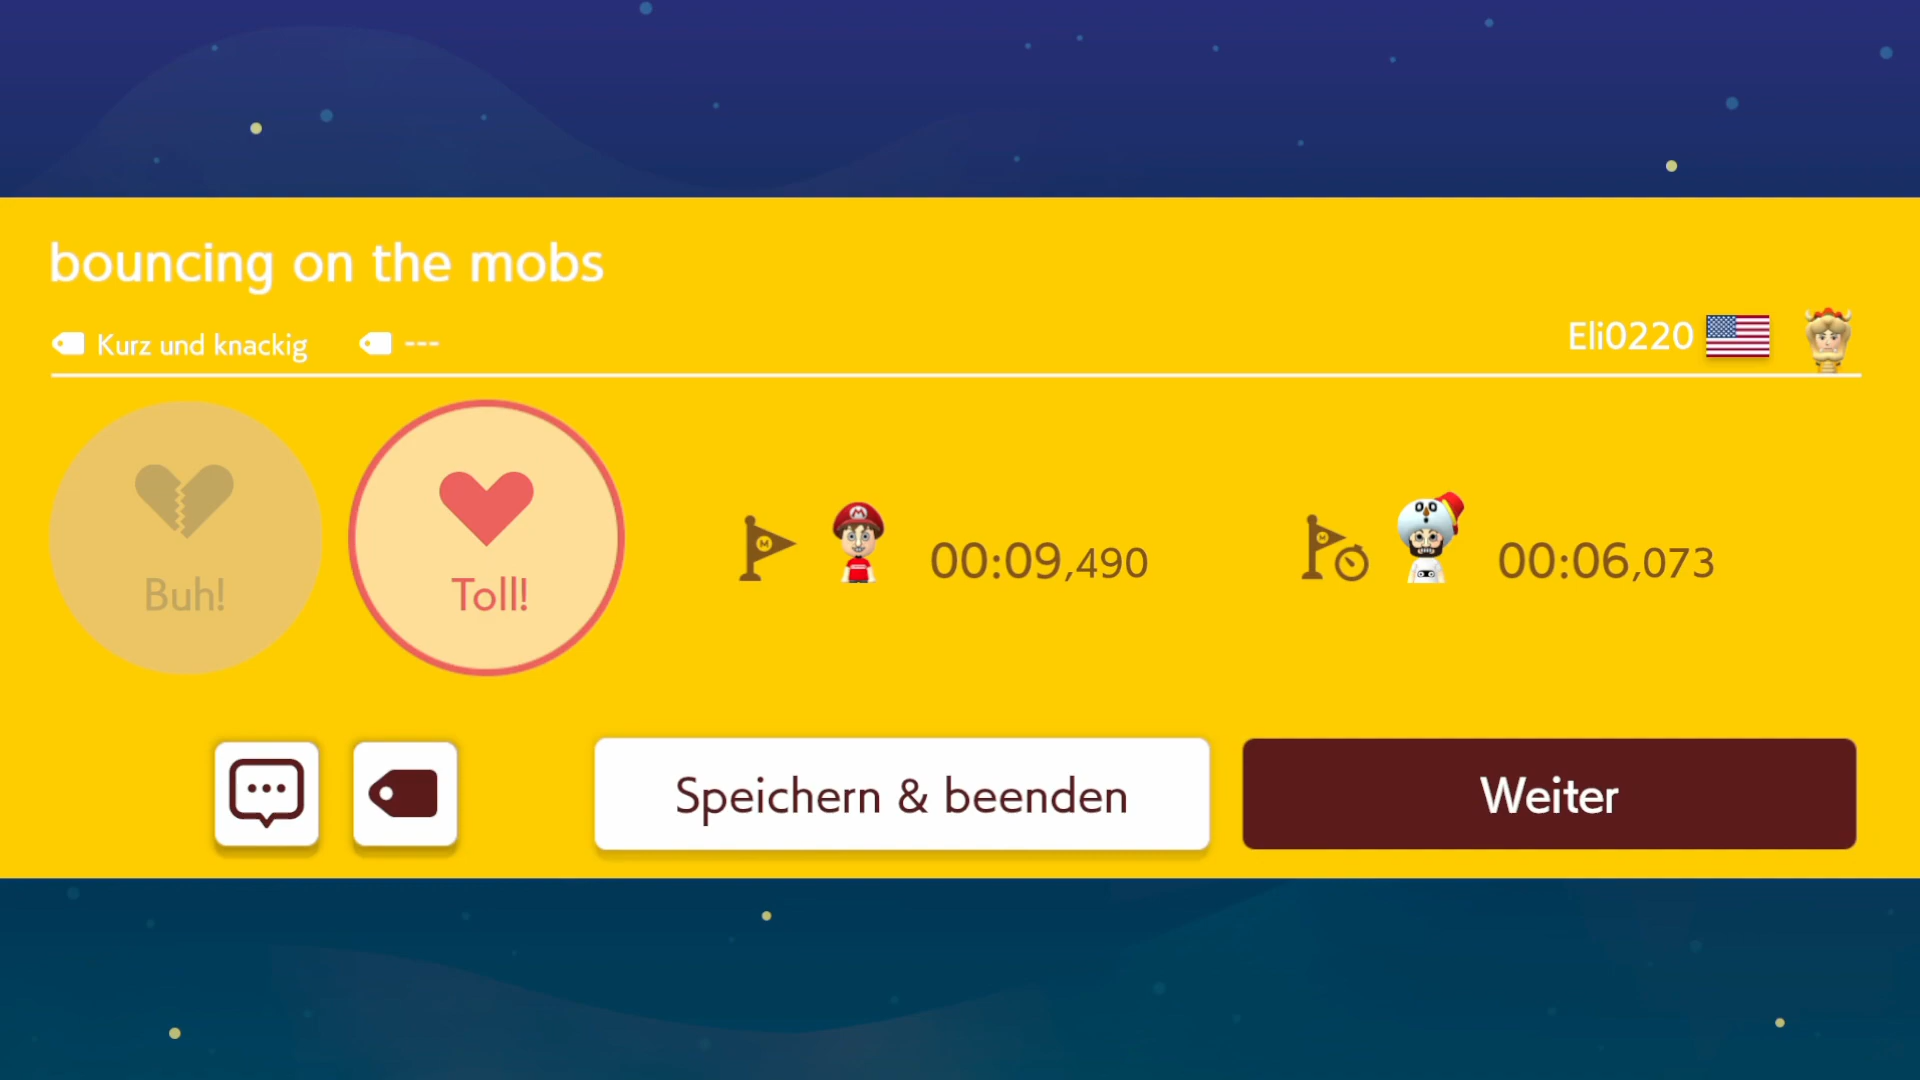 bouncing on the mobs
Kurz und knackig ---
Eli0220
Buh!
Toll!
00:09,490
00:06,073
Speichern & beenden
Weiter